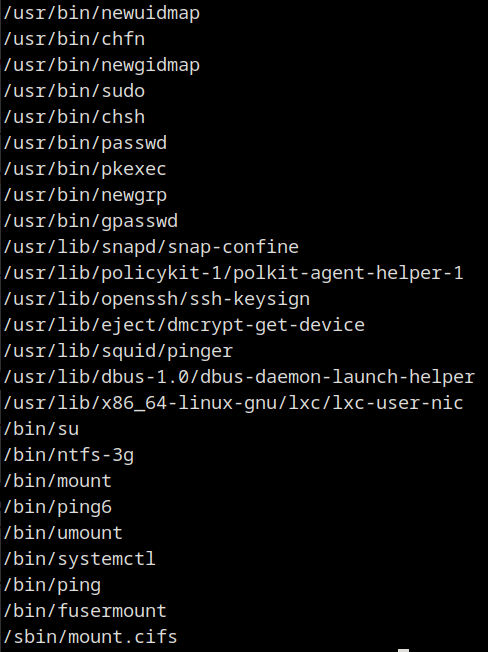 /usr/bin/newuidmap
/usr/bin/chfn
/usr/bin/newgidmap
/usr/bin/sudo
/usr/bin/chsh
/usr/bin/passwd
/usr/bin/pkexec
/usr/bin/newgrp
/usr/bin/gpasswd
/usr/lib/snapd/snap-confine
/usr/lib/policykit-1/polkit-agent-helper-1
/usr/lib/openssh/ssh-keysign
/usr/lib/eject/dmcrypt-get-device
/usr/lib/squid/pinger
/usr/lib/dbus-1.0/dbus-daemon-launch-helper
/usr/lib/x86_64-linux-gnu/lxc/lxc-user-nic
/bin/su
/bin/ntfs-3g
/bin/mount
/bin/ping6
/bin/umount
/bin/systemctl
/bin/ping
/bin/fusermount
/sbin/mount.cifs